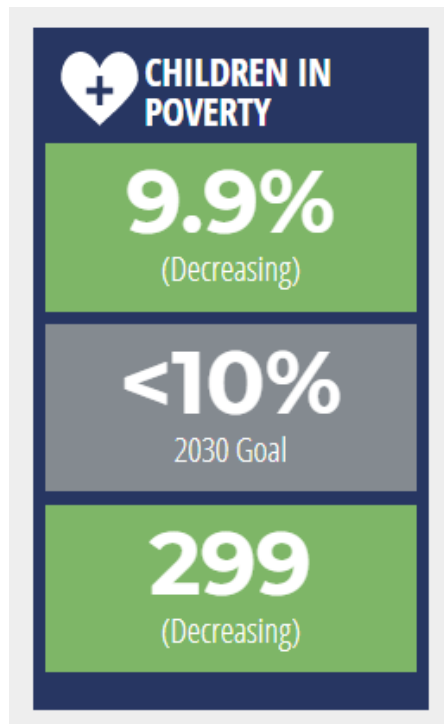 CHILDREN IN
POVERTY
9.9%
(Decreasing)
<10%
2030 Goal
299
(Decreasing)